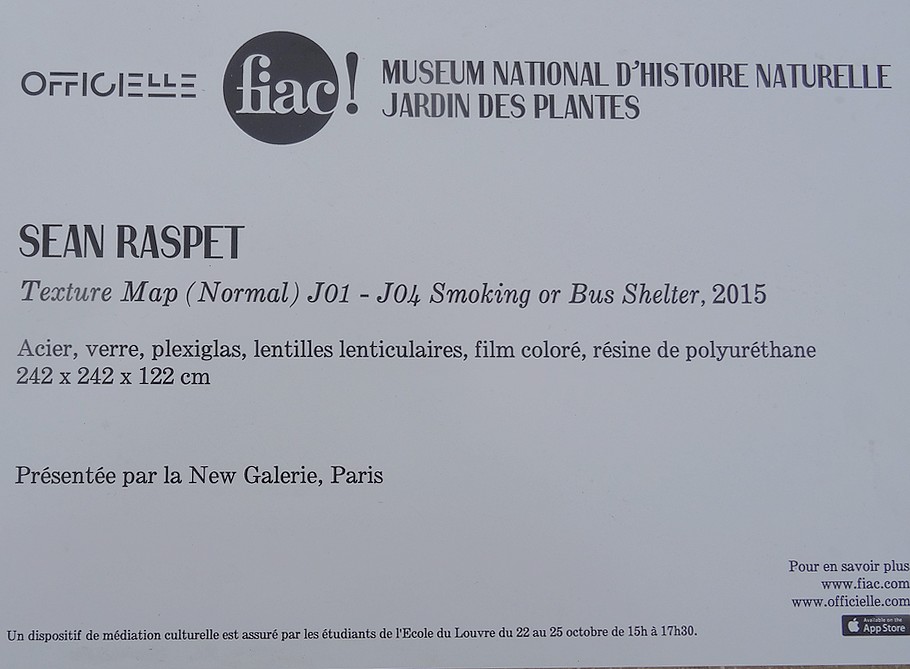 OFFICIELLE
fiac!
MUSEUM NATIONAL D'HISTOIRE NATURELLE
JARDIN DES PLANTES
SEAN RASPET
Texture Map (Normal) J01 - J04 Smoking or Bus Shelter, 2015
Acier, verre, plexiglas, lentilles lenticulaires, film coloré, résine de polyuréthane
242 x 242 x 122 cm
Présentée par la New Galerie, Paris
Pour en savoir plus
www.fiac.com
www.officielle.com
Available on the
App Store
Un dispositif de médiation culturelle est assuré par les étudiants de l'Ecole du Louvre du 22 au 25 octobre de 15h à 17h30.